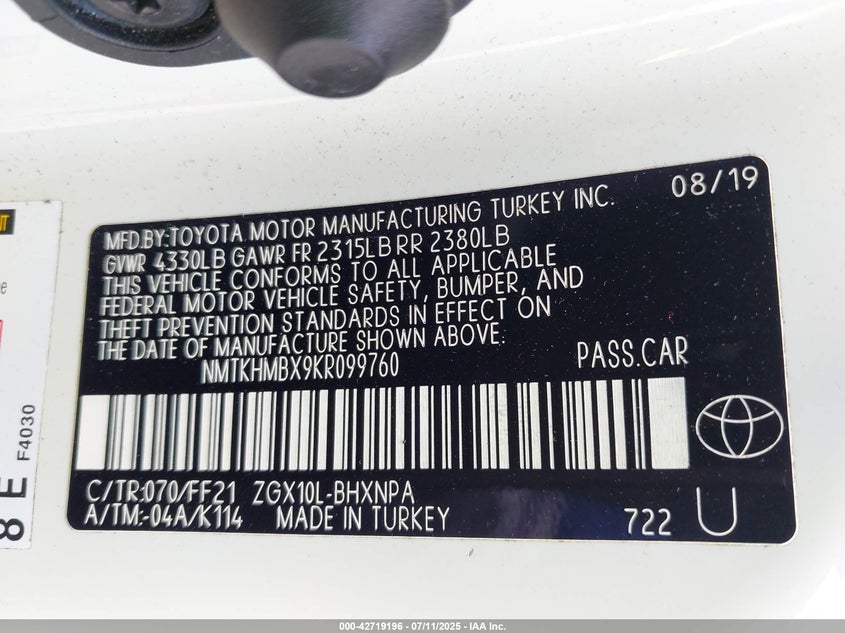 MFD.BY:TOYOTA MOTOR MANUFACTURING TURKEY INC. 08/19
GVWR 4330LB GAWR FR 2315LB RR 2380LB
THIS VEHICLE CONFORMS TO ALL APPLICABLE
FEDERAL MOTOR VEHICLE SAFETY, BUMPER, AND
THEFT PREVENTION STANDARDS IN EFFECT ON
THE DATE OF MANUFACTURE SHOWN ABOVE.
NMTKHMBX9KR099760 PASS.CAR
C/TR:070/FF21 ZGX10L-BHXNPA
A/TM:-04A/K114 MADE IN TURKEY 722 U
8 E F4030
000-42719196 - 07/11/2025 - IAA Inc.